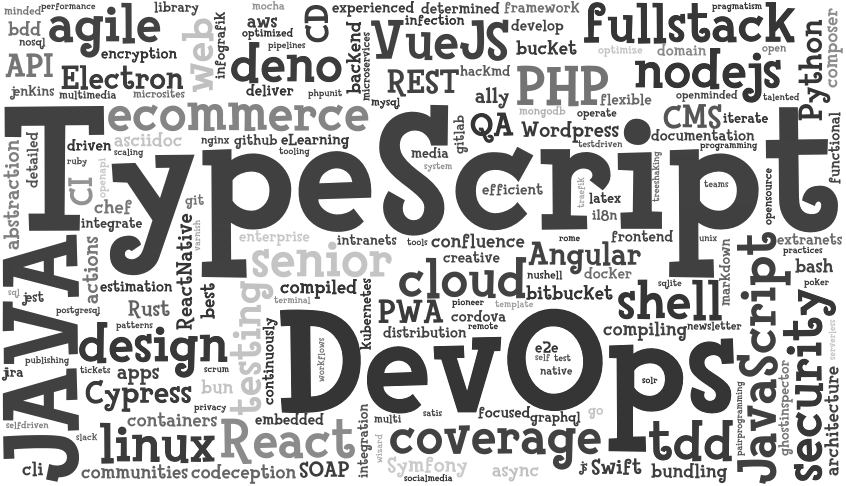 minded
performance
library
mocha
experienced
determined
framework
pragmatism
agile
aws
CD
infection
develop
fullstack
bdd
nosql
web
infografik
optimized
pipelines
backend
microservices
VueJS
bucket
optimize
domain
open
Python
composer
encryption
API
Electron
deno
REST
hackmd
PHP
nodejs
jenkins
multimedia
microsites
deliver
phpunit
mysql
ally
flexible
openminded
talented
mongodb
operate
ecommerce
gitlab
QA
Wordpress
CMS
iterate
documentation
functional
asciidoc
nginx
github
eLearning
tooling
testdriven
programming
detailed
driven
scaling
ruby
TypeScript
media
system
abstraction
CI
openapi
efficient
traefik
latex
treeshaking
teams
opensource
chef
git
i18n
integrate
varnish
enterprise
intranets
tools
confluence
rome
frontend
unix
extranets
practices
actions
ReactNative
senior
creative
Angular
nushell
docker
sqlite
markdown
JavaScript
bash
JAVA
sql
jest
estimation
best
compiled
kubernetes
cloud
bitbucket
shell
poker
terminal
PWA
pioneer
template
cordova
postgresql
Rust
testing
continuously
distribution
remote
compiling
newsletter
security
serverless
patterns
design
DevOps
workflows
e2e
self
test
native
solr
jira
publishing
tickets
apps
scrum
Cypress
bun
privacy
ghostinspector
architecture
pairprogramming
selfdriven
containers
embedded
integration
multi
satis
focused
graphql
go
slack
linux
React
wizard
coverage
tdd
cli
communities
codeception
SOAP
Symfony
socialmedia
async
js
Swift
bundling